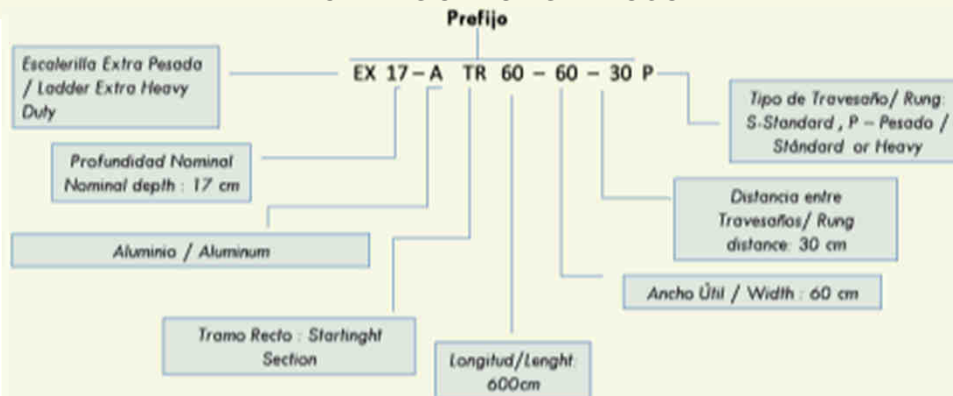 Prefijo
EX 17-A TR 60 - 60 - 30 P
Escalerilla Extra Pesada
/ Ladder Extra Heavy
Duty
Profundidad Nominal
Nominal depth : 17 cm
Aluminio / Aluminum
Tramo Recto : Startinght
Section
Longitud/Lenght:
600cm
Ancho Útil / Width : 60 cm
Distancia entre
Travesaños/ Rung
distance: 30 cm
Tipo de Travesaño/ Rung:
S-Standard , P – Pesado /
Stándard or Heavy